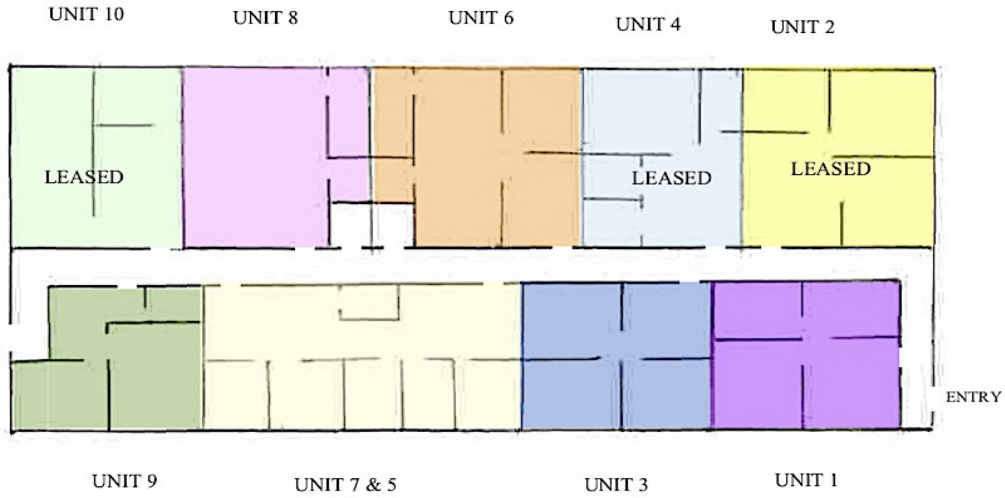 UNIT 10
UNIT 8
UNIT 6
UNIT 4
UNIT 2
LEASED
LEASED
LEASED
ENTRY
UNIT 9
UNIT 7 & 5
UNIT 3
UNIT 1